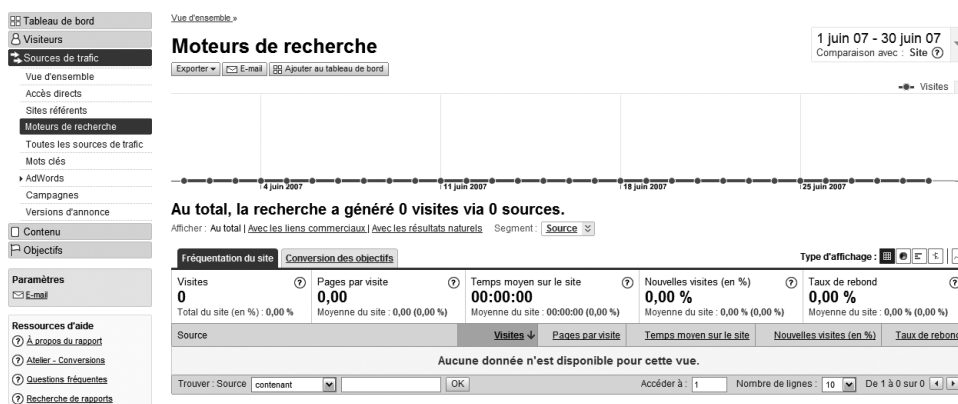 Tableau de bord
Visiteurs
Sources de trafic
Vue d'ensemble
Accès directs
Sites référents
Moteurs de recherche
Toutes les sources de trafic
Mots clés
AdWords
Campagnes
Versions d'annonce
Contenu
Objectifs
Paramètres
E-mail
Ressources d'aide
À propos du rapport
Atelier - Conversions
Questions fréquentes
Recherche de rapports
Vue d'ensemble »
Moteurs de recherche
1 juin 07 - 30 juin 07
Comparaison avec : Site
Exporter E-mail Ajouter au tableau de bord
Visites
4 juin 2007 11 juin 2007 18 juin 2007 25 juin 2007
Au total, la recherche a généré 0 visites via 0 sources.
Afficher : Au total | Avec les liens commerciaux | Avec les résultats naturels Segment : Source
Fréquentation du site Conversion des objectifs Type d'affichage :
Visites Pages par visite Temps moyen sur le site Nouvelles visites (en %) Taux de rebond
0 0,00 00:00:00 0,00 % 0,00 %
Total du site (en %) : 0,00 % Moyenne du site : 0,00 (0,00 %) Moyenne du site : 00:00:00 (0,00 %) Moyenne du site : 0,00 % (0,00 %) Moyenne du site : 0,00 % (0,00 %)
Source Visites Pages par visite Temps moyen sur le site Nouvelles visites (en %) Taux de rebond
Aucune donnée n'est disponible pour cette vue.
Trouver : Source contenant OK Accéder à : 1 Nombre de lignes : 10 De 1 à 0 sur 0